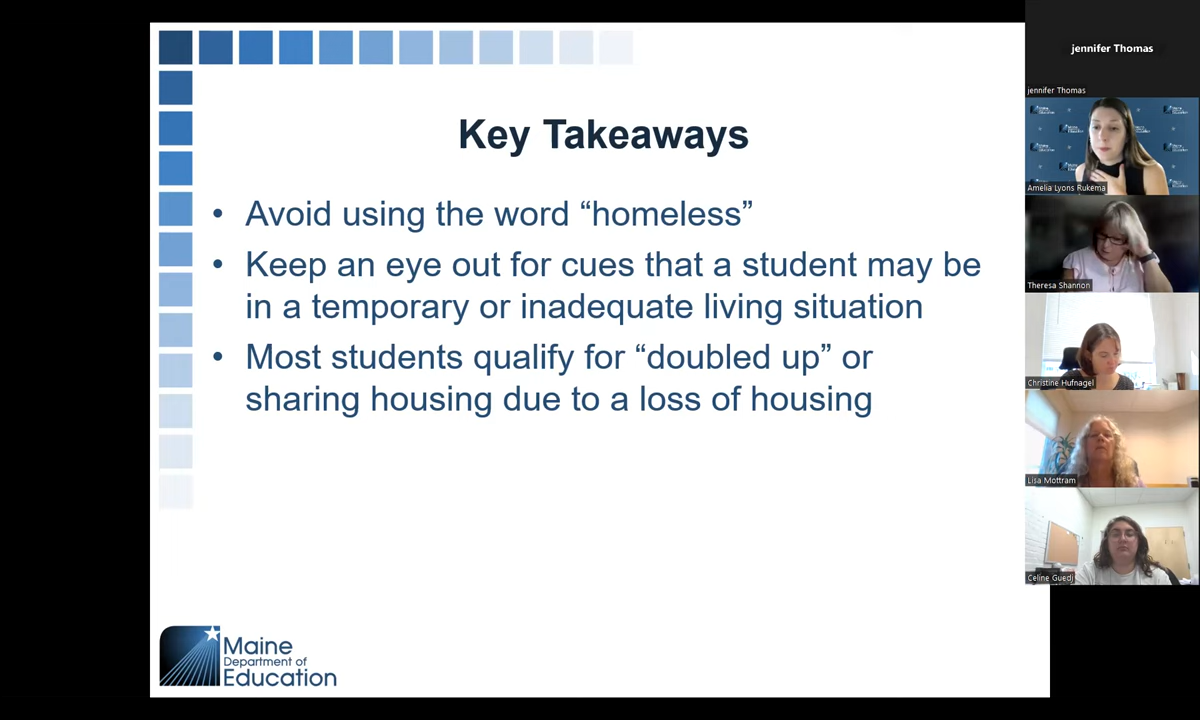 Key Takeaways
• Avoid using the word “homeless”
• Keep an eye out for cues that a student may be
in a temporary or inadequate living situation
• Most students qualify for “doubled up” or
sharing housing due to a loss of housing
Maine
Department of
Education
jennifer Thomas
jennifer Thomas
Amelia Lyons Rukema
Theresa Shannon
Christine Hufnagel
Lisa Mottram
Celine Guedj